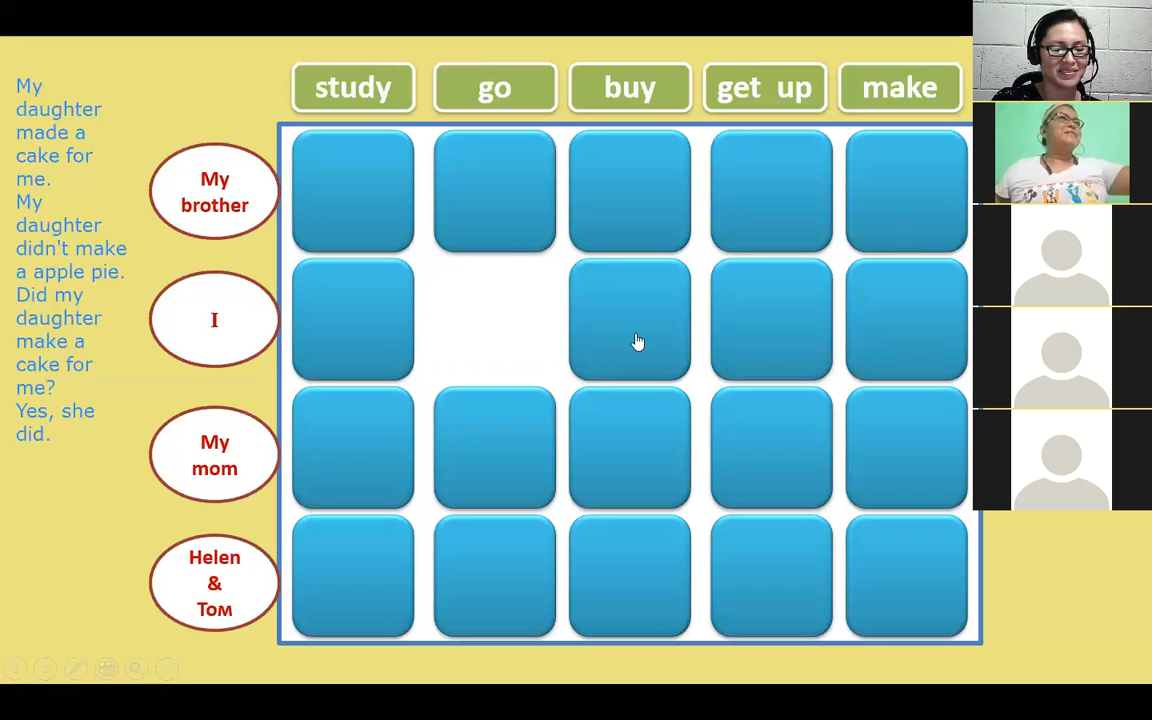 study go buy get up make
My
daughter
made a
cake for
me.
My
daughter
didn't make
a apple pie.
Did my
daughter
make a
cake for
me?
Yes, she
did.
My
brother
I
My
mom
Helen
&
Tom